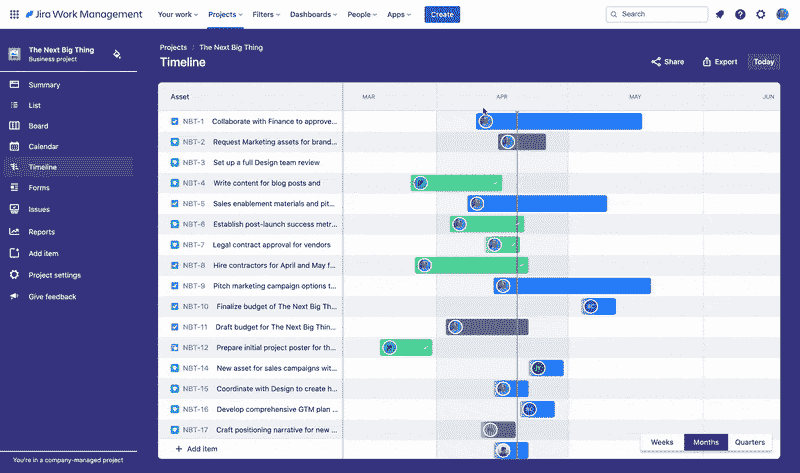 Jira Work Management
Your work
Projects
Filters
Dashboards
People
Apps
Create
Search
The Next Big Thing
Business project
Summary
List
Board
Calendar
Timeline
Forms
Issues
Reports
Add item
Project settings
Give feedback
You're in a company-managed project
Projects / The Next Big Thing
Timeline
Share
Export
Today
Asset
MAR
APR
MAY
JUN
NBT-1 Collaborate with Finance to approve...
NBT-2 Request Marketing assets for brand...
NBT-3 Set up a full Design team review
NBT-4 Write content for blog posts and
NBT-5 Sales enablement materials and pit...
NBT-6 Establish post-launch success metr...
NBT-7 Legal contract approval for vendors
NBT-8 Hire contractors for April and May f...
NBT-9 Pitch marketing campaign options t...
NBT-10 Finalize budget of The Next Big Thin...
NBT-11 Draft budget for The Next Big Thin...
NBT-12 Prepare initial project poster for th...
NBT-14 New asset for sales campaigns wit...
NBT-15 Coordinate with Design to create h...
NBT-16 Develop comprehensive GTM plan ...
NBT-17 Craft positioning narrative for new ...
+ Add item
Weeks
Months
Quarters